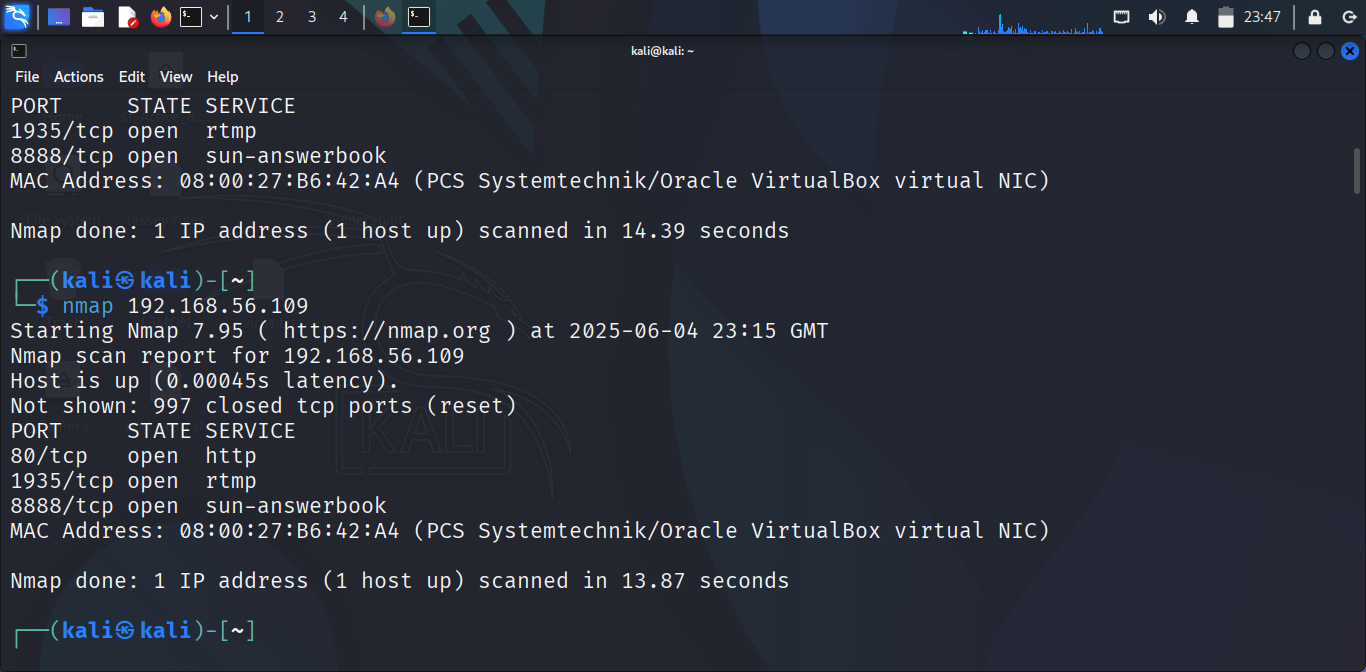 1 2 3 4 23:47
kali@kali: ~
File Actions Edit View Help
PORT     STATE SERVICE
1935/tcp open  rtmp
8888/tcp open  sun-answerbook
MAC Address: 08:00:27:B6:42:A4 (PCS Systemtechnik/Oracle VirtualBox virtual NIC)
Nmap done: 1 IP address (1 host up) scanned in 14.39 seconds
┌──(kali㉿kali)-[~]
└─$ nmap 192.168.56.109
Starting Nmap 7.95 ( https://nmap.org ) at 2025-06-04 23:15 GMT
Nmap scan report for 192.168.56.109
Host is up (0.00045s latency).
Not shown: 997 closed tcp ports (reset)
PORT     STATE SERVICE
80/tcp   open  http
1935/tcp open  rtmp
8888/tcp open  sun-answerbook
MAC Address: 08:00:27:B6:42:A4 (PCS Systemtechnik/Oracle VirtualBox virtual NIC)
Nmap done: 1 IP address (1 host up) scanned in 13.87 seconds
┌──(kali㉿kali)-[~]
KALI